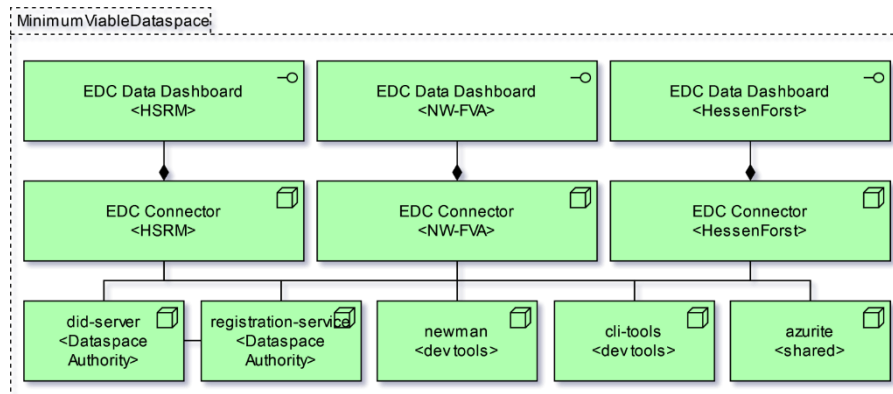 MinimumViableDataspace
EDC Data Dashboard
<HSRM>
EDC Data Dashboard
<NW-FVA>
EDC Data Dashboard
<HessenForst>
EDC Connector
<HSRM>
EDC Connector
<NW-FVA>
EDC Connector
<HessenForst>
did-server
<Dataspace
Authority>
registration-service
<Dataspace
Authority>
newman
<dev tools>
cli-tools
<dev tools>
azurite
<shared>